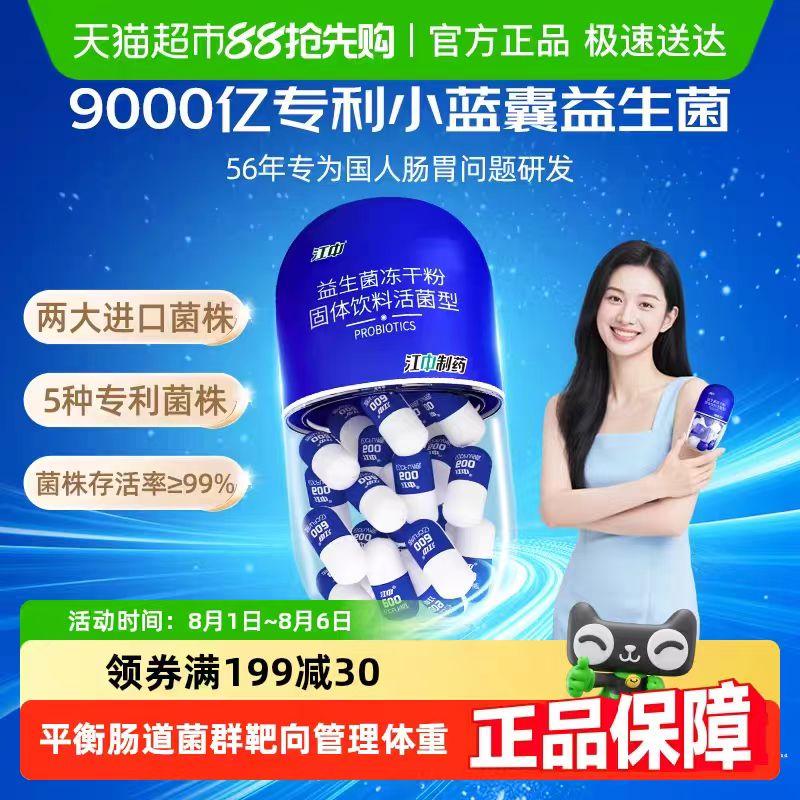 天猫超市88抢先购 官方正品 极速送达
9000亿专利小蓝囊益生菌
56年专为国人肠胃问题研发
江中
益生菌冻干粉
固体饮料活菌型
PROBIOTICS
江中制药
两大进口菌株
5种专利菌株
菌株存活率≥99%
活动时间：8月1日~8月6日
领券满199减30
平衡肠道菌群靶向管理体重
正品保障